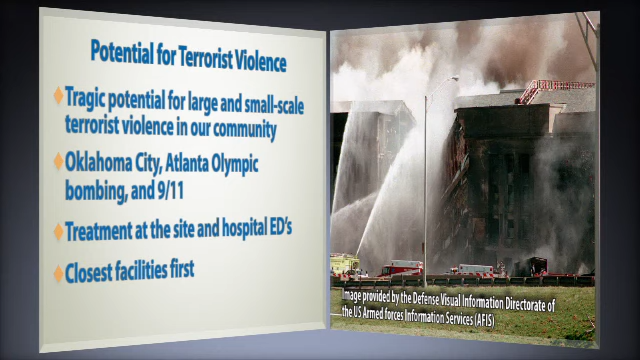 Potential for Terrorist Violence
Tragic potential for large and small-scale
terrorist violence in our community
Oklahoma City, Atlanta Olympic
bombing, and 9/11
Treatment at the site and hospital ED's
Closest facilities first
Image provided by the Defense Visual Information Directorate of
the US Armed forces Information Services (AFIS)